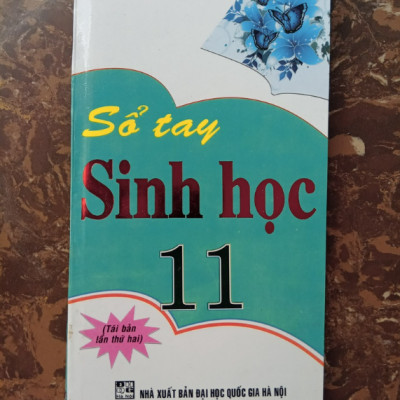 Sổ tay
Sinh học
11
(Tái bản
lần thứ hai)
NHÀ XUẤT BẢN ĐẠI HỌC QUỐC GIA HÀ NỘI